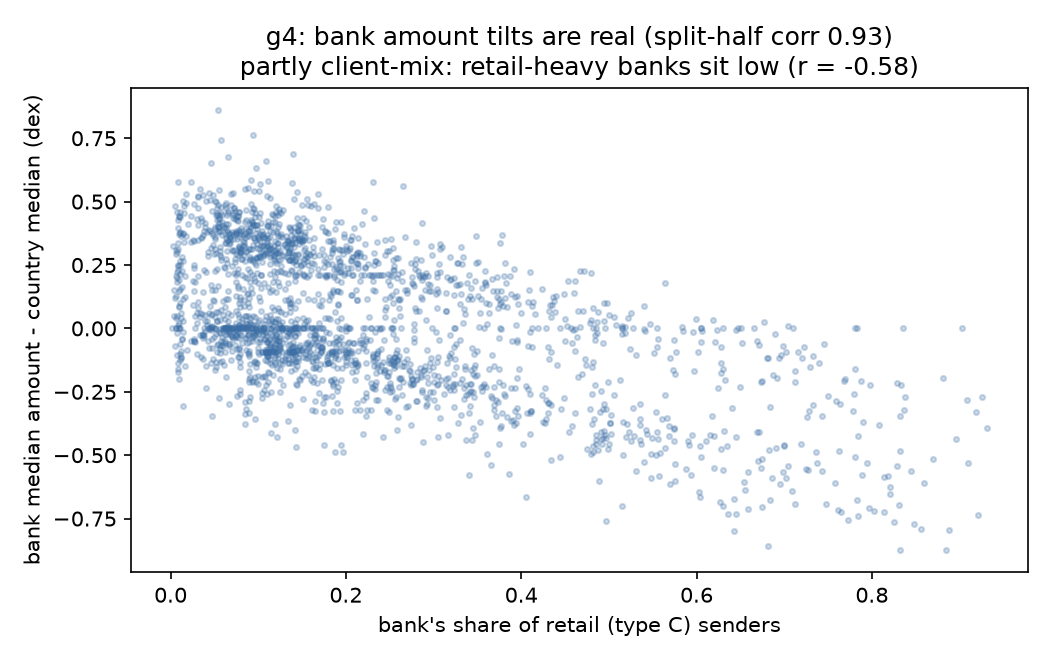 g4: bank amount tilts are real (split-half corr 0.93)
partly client-mix: retail-heavy banks sit low (r = -0.58)
bank median amount - country median (dex)
0.75
0.50
0.25
0.00
−0.25
−0.50
−0.75
0.0 0.2 0.4 0.6 0.8
bank's share of retail (type C) senders